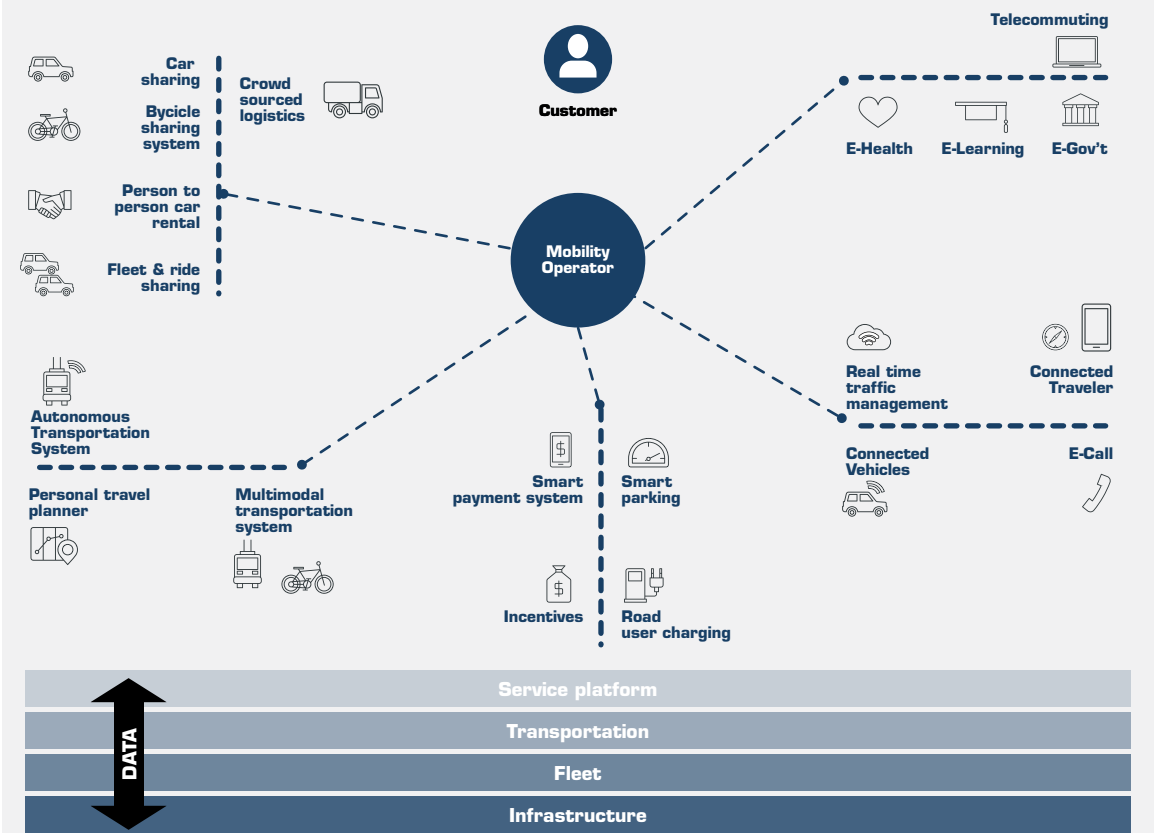 Customer
Mobility
Operator
Car
sharing
Bycicle
sharing
system
Person to
person car
rental
Fleet & ride
sharing
Crowd
sourced
logistics
Telecommuting
E-Health
E-Learning
E-Gov't
Real time
traffic
management
Connected
Traveler
Connected
Vehicles
E-Call
Autonomous
Transportation
System
Personal travel
planner
Multimodal
transportation
system
$
Smart
payment system
Smart
parking
$
Incentives
Road
user charging
DATA
Service platform
Transportation
Fleet
Infrastructure